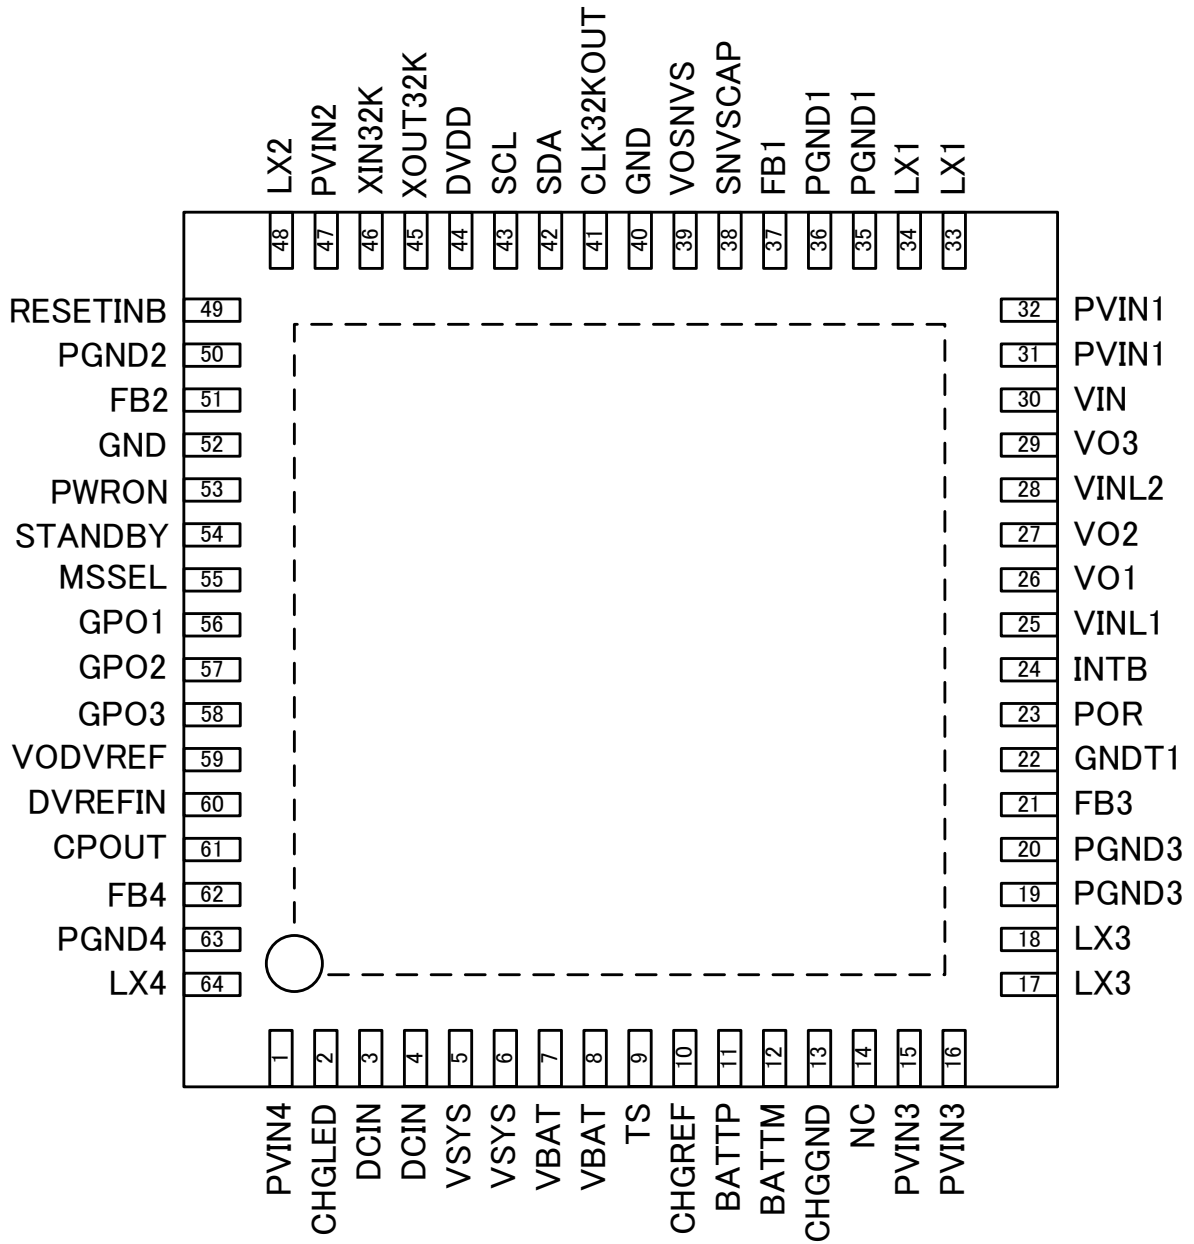 LX2
PVIN2
XIN32K
XOUT32K
DVDD
SCL
SDA
CLK32KOUT
GND
VOSNVS
SNVSCAP
FB1
PGND1
PGND1
LX1
LX1
48
47
46
45
44
43
42
41
40
39
38
37
36
35
34
33
RESETINB 49
PGND2 50
FB2 51
GND 52
PWRON 53
STANDBY 54
MSSEL 55
GPO1 56
GPO2 57
GPO3 58
VODVREF 59
DVREFIN 60
CPOUT 61
FB4 62
PGND4 63
LX4 64
32 PVIN1
31 PVIN1
30 VIN
29 VO3
28 VINL2
27 VO2
26 VO1
25 VINL1
24 INTB
23 POR
22 GNDT1
21 FB3
20 PGND3
19 PGND3
18 LX3
17 LX3
1
2
3
4
5
6
7
8
9
10
11
12
13
14
15
16
PVIN4
CHGLED
DCIN
DCIN
VSYS
VSYS
VBAT
VBAT
TS
CHGREF
BATTP
BATTM
CHGGND
NC
PVIN3
PVIN3